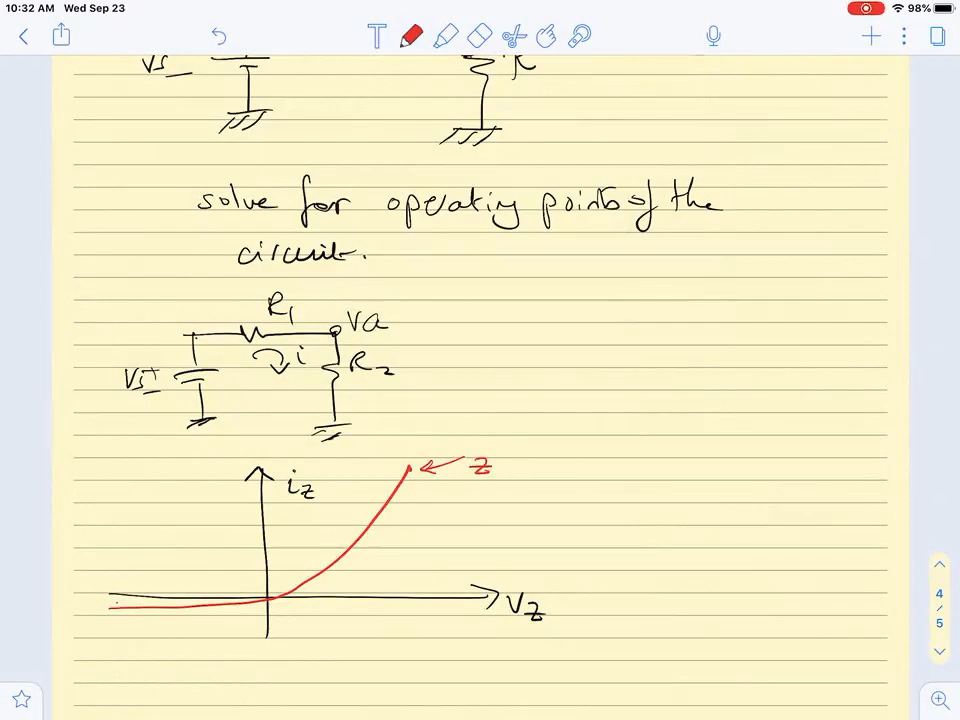 10:32 AM Wed Sep 23
98%
Vs
R
solve for operating points of the
circuit.
R1
Va
i
Vs+
R2
iz
z
Vz
4
/
5